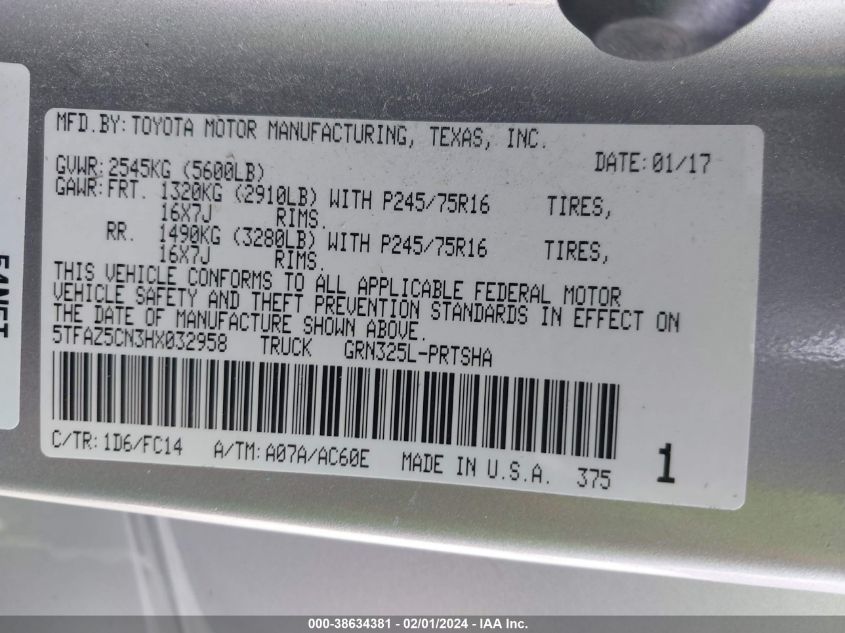 MFD.BY:TOYOTA MOTOR MANUFACTURING, TEXAS, INC.
DATE:01/17
GVWR:2545KG (5600LB)
GAWR:FRT. 1320KG (2910LB) WITH P245/75R16 TIRES,
16X7J RIMS.
RR. 1490KG (3280LB) WITH P245/75R16 TIRES,
16X7J RIMS.
THIS VEHICLE CONFORMS TO ALL APPLICABLE FEDERAL MOTOR
VEHICLE SAFETY AND THEFT PREVENTION STANDARDS IN EFFECT ON
THE DATE OF MANUFACTURE SHOWN ABOVE.
5TFAZ5CN3HX032958 TRUCK GRN325L-PRTSHA
C/TR:1D6/FC14 A/TM:A07A/AC60E MADE IN U.S.A. 375
1
000-38634381 - 02/01/2024 - IAA Inc.